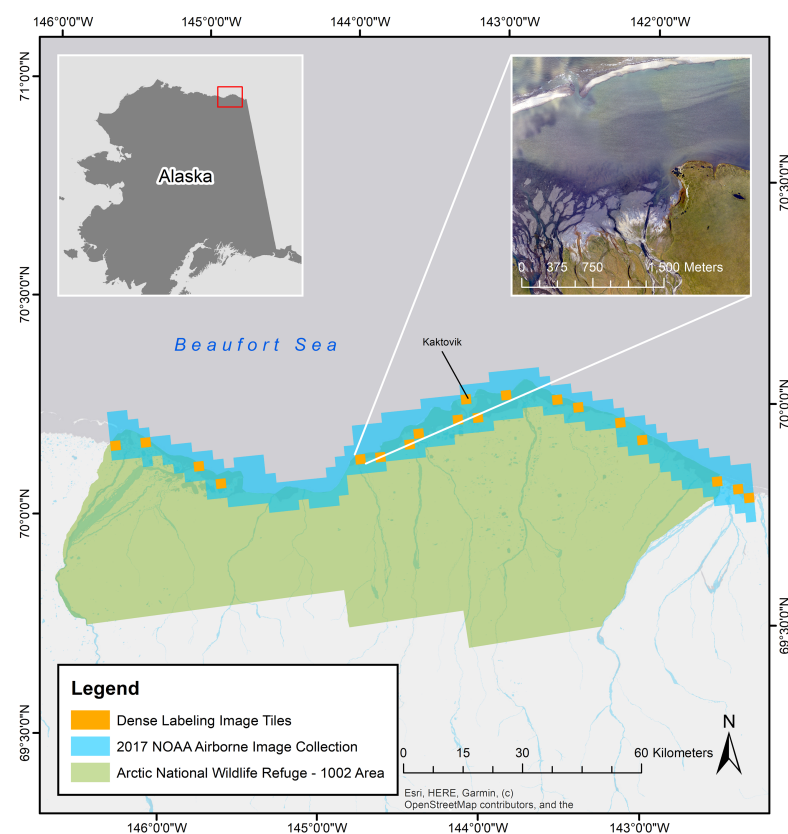 146°0'0"W 145°0'0"W 144°0'0"W 143°0'0"W 142°0'0"W
71°0'0"N
Alaska
70°30'0"N
0 375 750 1,500 Meters
70°30'0"N
Beaufort Sea
Kaktovik
70°0'0"N
70°0'0"N
69°30'0"N
Legend
Dense Labeling Image Tiles
2017 NOAA Airborne Image Collection
Arctic National Wildlife Refuge - 1002 Area
N
0 15 30 60 Kilometers
69°30'0"N
Esri, HERE, Garmin, (c)
OpenStreetMap contributors, and the
146°0'0"W 145°0'0"W 144°0'0"W 143°0'0"W